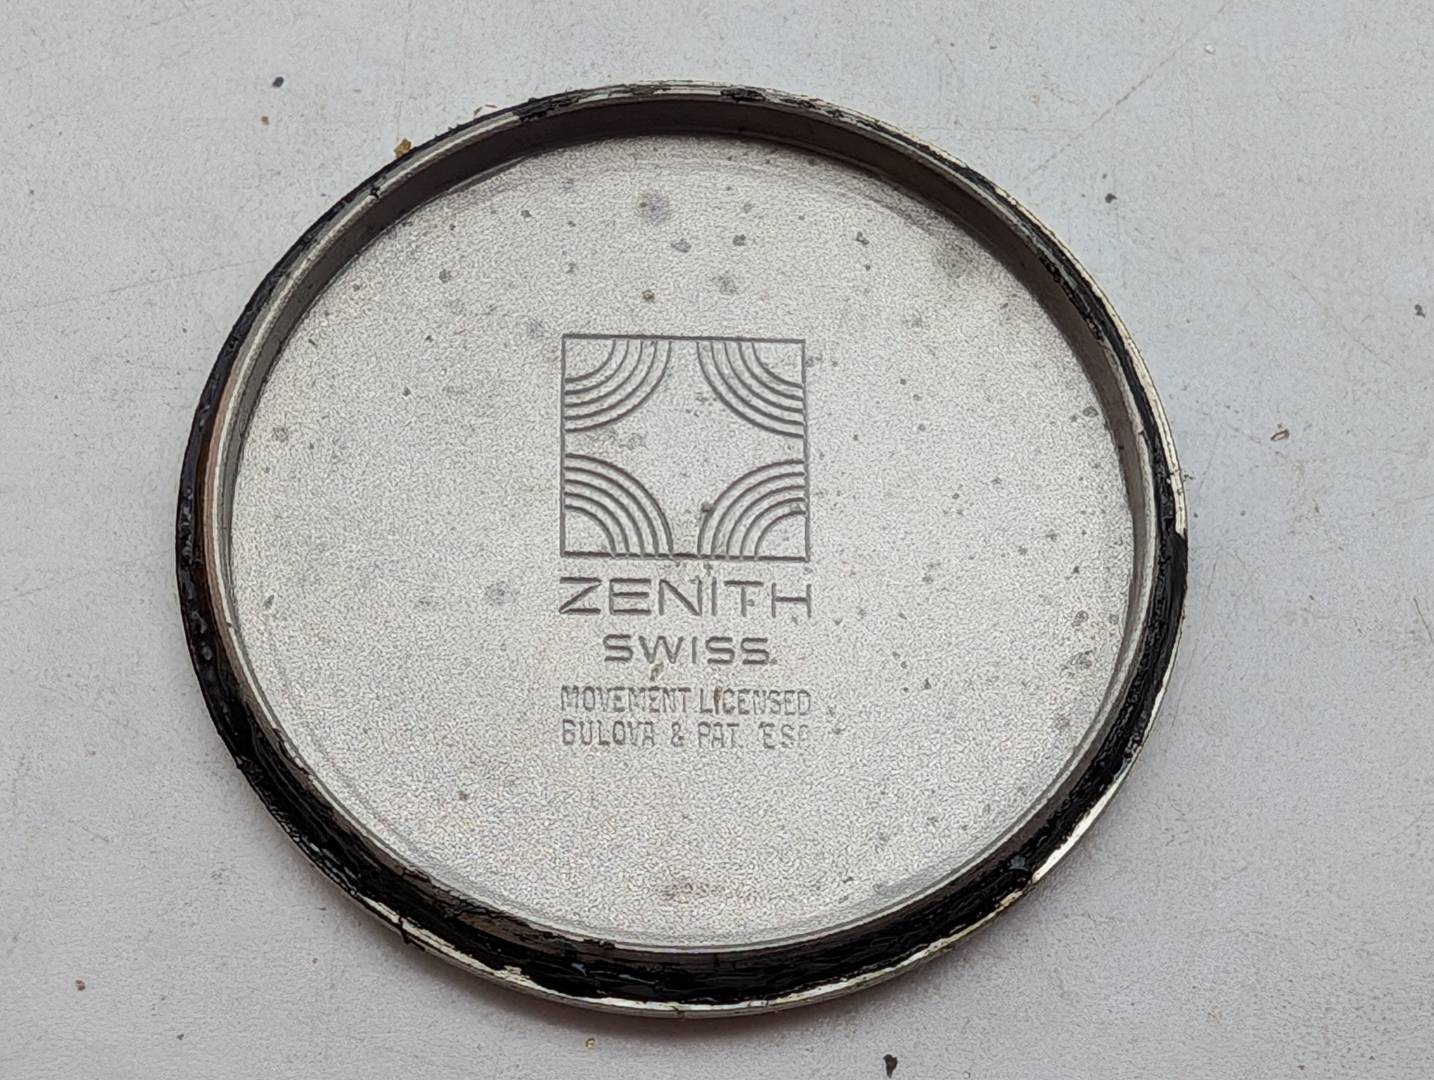 ZENITH
SWISS.
MOVEMENT LICENSED
BULOVA & PAT.